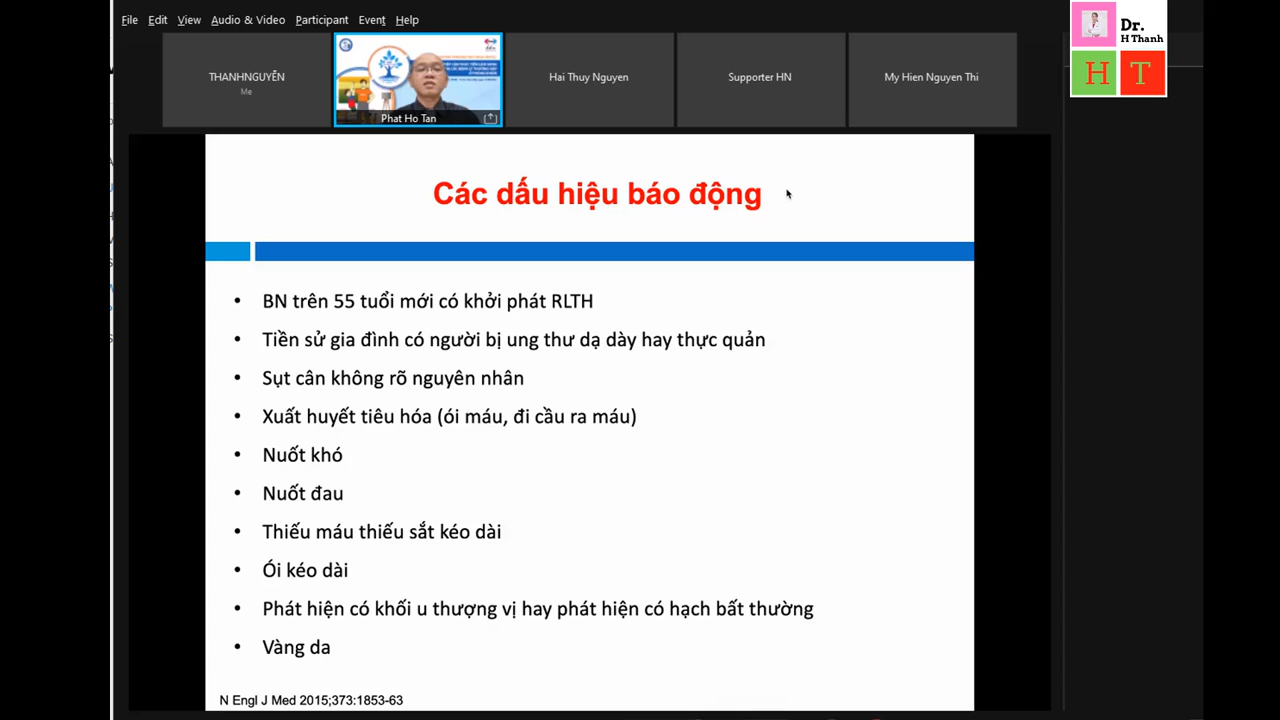 File Edit View Audio & Video Participant Event Help
Dr.
H Thanh
H T
THANHNGUYỄN
Me
Phat Ho Tan
Hai Thuy Nguyen
Supporter HN
My Hien Nguyen Thi
Các dấu hiệu báo động
• BN trên 55 tuổi mới có khởi phát RLTH
• Tiền sử gia đình có người bị ung thư dạ dày hay thực quản
• Sụt cân không rõ nguyên nhân
• Xuất huyết tiêu hóa (ói máu, đi cầu ra máu)
• Nuốt khó
• Nuốt đau
• Thiếu máu thiếu sắt kéo dài
• Ói kéo dài
• Phát hiện có khối u thượng vị hay phát hiện có hạch bất thường
• Vàng da
N Engl J Med 2015;373:1853-63